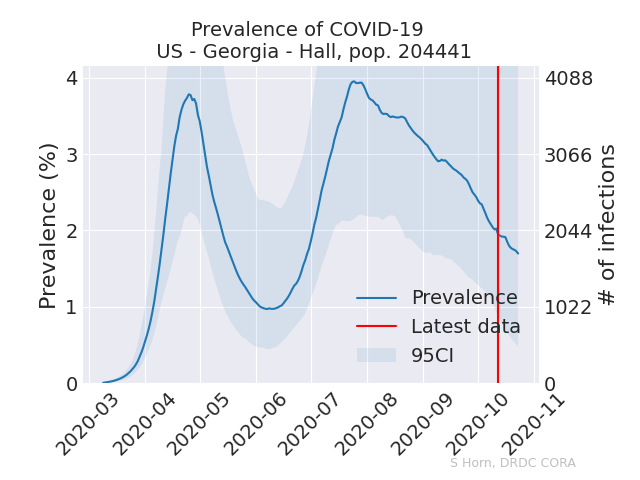 Prevalence of COVID-19
US - Georgia - Hall, pop. 204441
Prevalence (%)
4
3
2
1
0
4088
3066
2044
1022
0
# of infections
Prevalence
Latest data
95CI
2020-03
2020-04
2020-05
2020-06
2020-07
2020-08
2020-09
2020-10
2020-11
S Horn, DRDC CORA